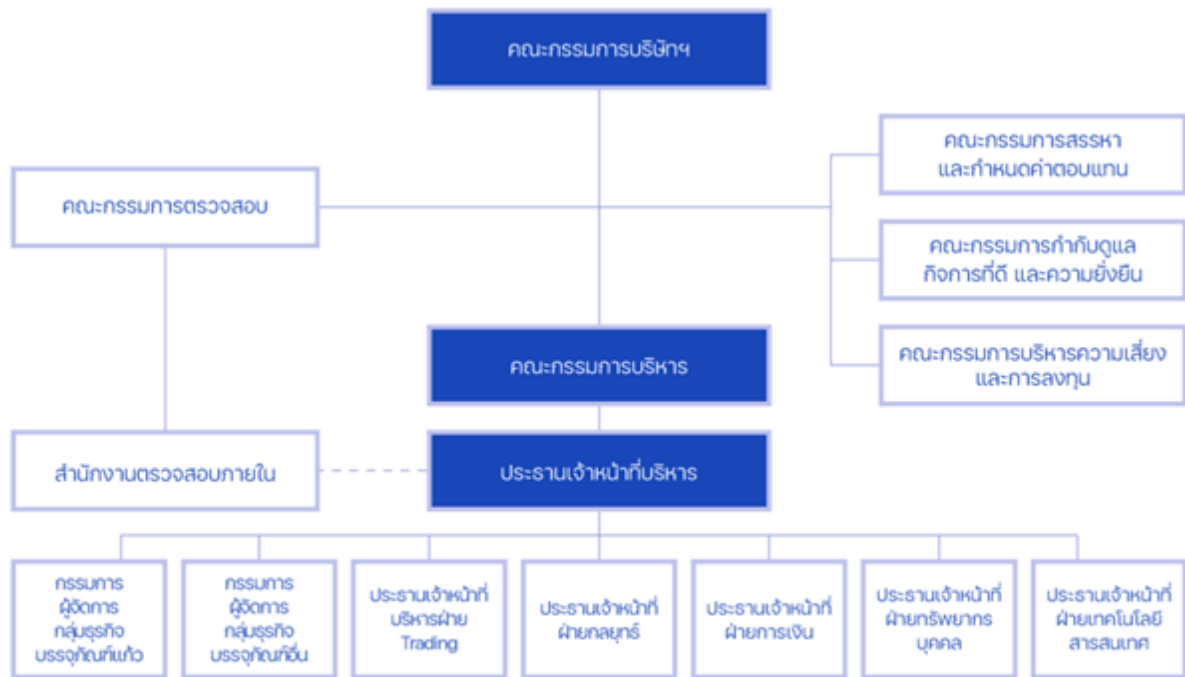 คณะกรรมการบริษัทฯ
คณะกรรมการสรรหา
และกำหนดค่าตอบแทน
คณะกรรมการตรวจสอบ
คณะกรรมการกำกับดูแล
กิจการที่ดี และความยั่งยืน
คณะกรรมการบริหาร
คณะกรรมการบริหารความเสี่ยง
และการลงทุน
สำนักงานตรวจสอบภายใน
ประธานเจ้าหน้าที่บริหาร
กรรมการ
ผู้จัดการ
กลุ่มธุรกิจ
บรรจุภัณฑ์แก้ว
กรรมการ
ผู้จัดการ
กลุ่มธุรกิจ
บรรจุภัณฑ์อื่น
ประธานเจ้าหน้าที่
บริหารฝ่าย
Trading
ประธานเจ้าหน้าที่
ฝ่ายกลยุทธ์
ประธานเจ้าหน้าที่
ฝ่ายการเงิน
ประธานเจ้าหน้าที่
ฝ่ายทรัพยากร
บุคคล
ประธานเจ้าหน้าที่
ฝ่ายเทคโนโลยี
สารสนเทศ